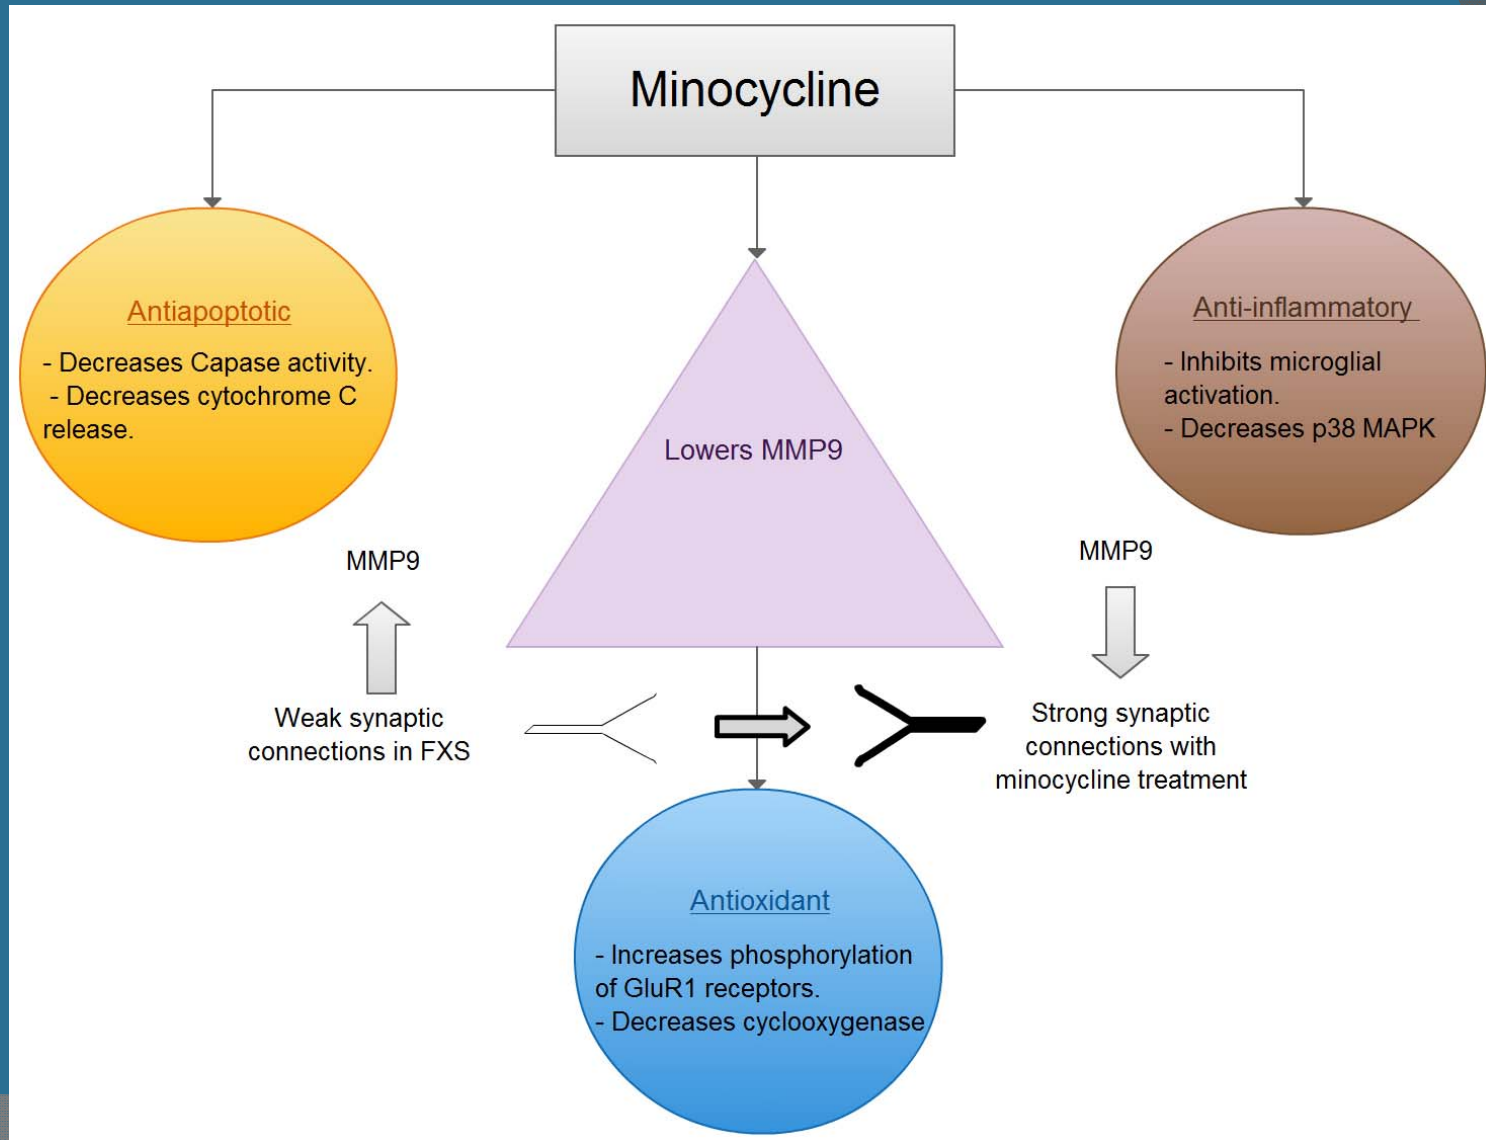 Minocycline
Antiapoptotic
- Decreases Capase activity.
- Decreases cytochrome C
release.
Lowers MMP9
Anti-inflammatory
- Inhibits microglial
activation.
- Decreases p38 MAPK
MMP9
Weak synaptic
connections in FXS
MMP9
Strong synaptic
connections with
minocycline treatment
Antioxidant
- Increases phosphorylation
of GluR1 receptors.
- Decreases cyclooxygenase